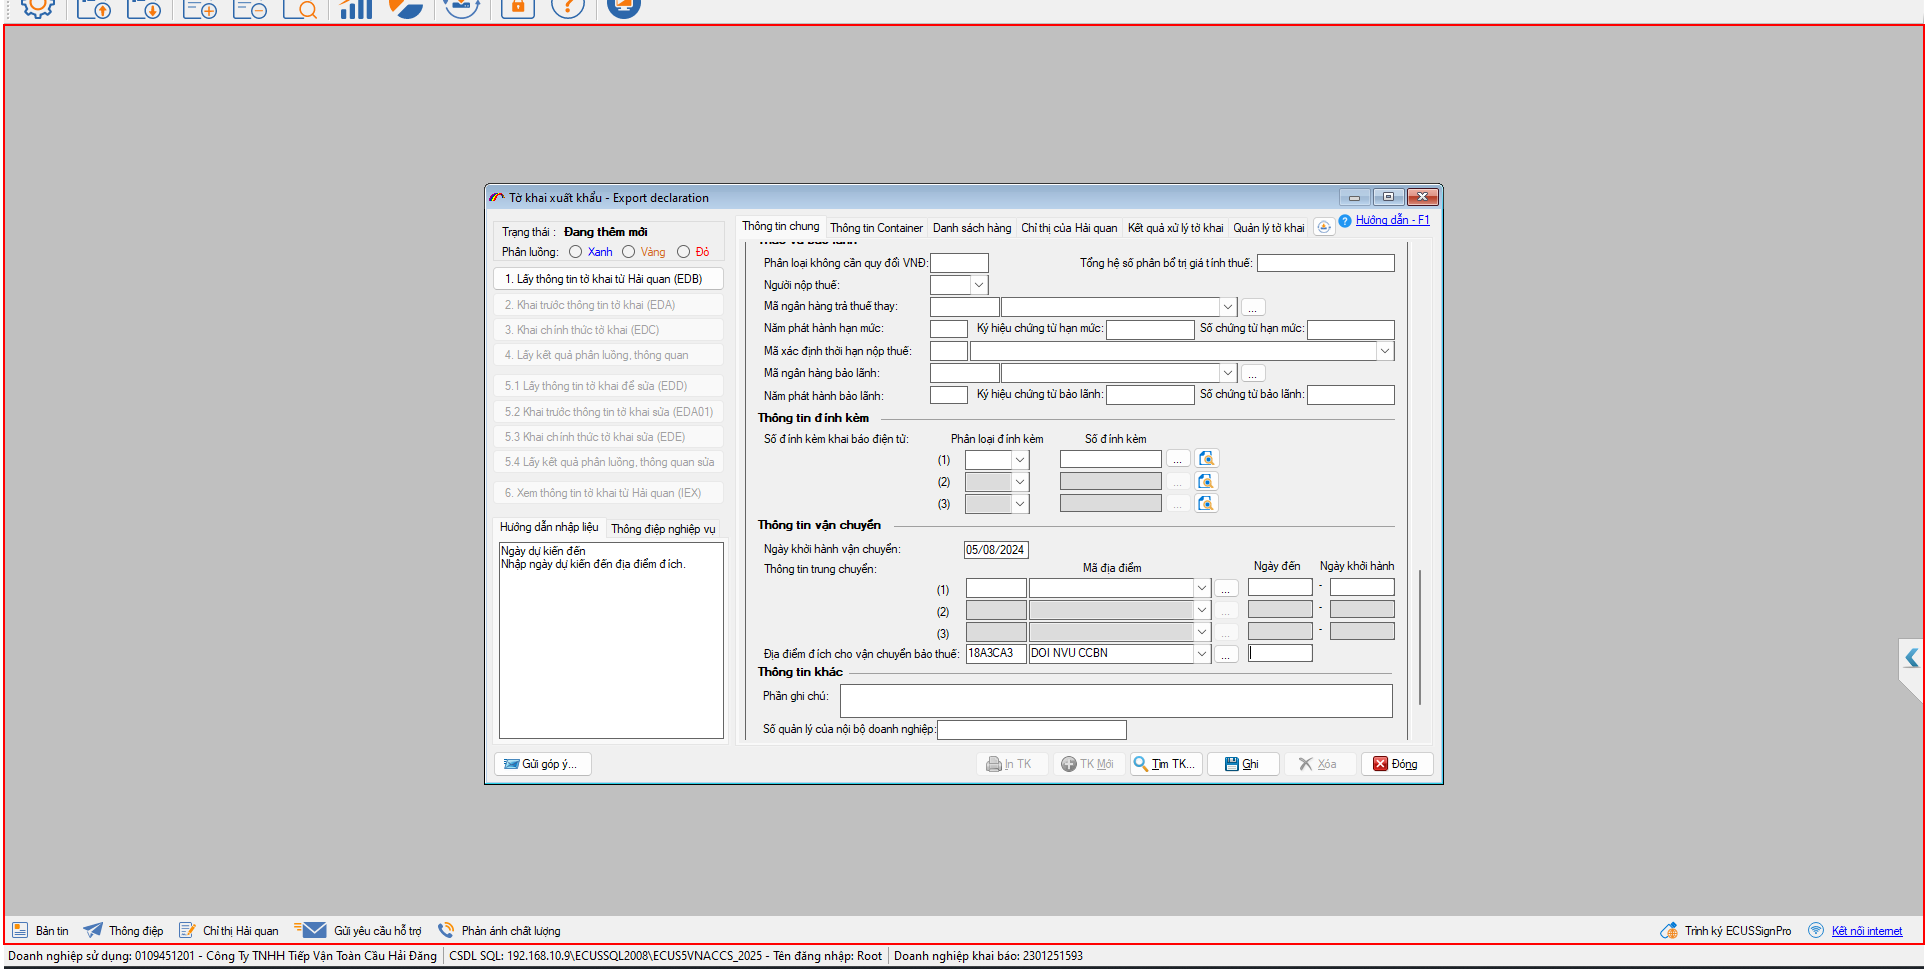 Tờ khai xuất khẩu - Export declaration
Trạng thái : Đang thêm mới
Phân luồng: Xanh Vàng Đỏ
1. Lấy thông tin tờ khai từ Hải quan (EDB)
2. Khai trước thông tin tờ khai (EDA)
3. Khai chính thức tờ khai (EDC)
4. Lấy kết quả phân luồng, thông quan
5.1 Lấy thông tin tờ khai để sửa (EDD)
5.2 Khai trước thông tin tờ khai sửa (EDA01)
5.3 Khai chính thức tờ khai sửa (EDE)
5.4 Lấy kết quả phân luồng, thông quan sửa
6. Xem thông tin tờ khai từ Hải quan (IEX)
Hướng dẫn nhập liệu Thông điệp nghiệp vụ
Ngày dự kiến đến
Nhập ngày dự kiến đến địa điểm đích.
Gửi góp ý...
Thông tin chung Thông tin Container Danh sách hàng Chỉ thị của Hải quan Kết quả xử lý tờ khai Quản lý tờ khai Hướng dẫn - F1
Phân loại không cần quy đổi VNĐ: Tổng hệ số phân bổ trị giá tính thuế:
Người nộp thuế:
Mã ngân hàng trả thuế thay: ...
Năm phát hành hạn mức: Ký hiệu chứng từ hạn mức: Số chứng từ hạn mức:
Mã xác định thời hạn nộp thuế:
Mã ngân hàng bảo lãnh: ...
Năm phát hành bảo lãnh: Ký hiệu chứng từ bảo lãnh: Số chứng từ bảo lãnh:
Thông tin đính kèm
Số đính kèm khai báo điện tử: Phân loại đính kèm Số đính kèm
(1) ...
(2) ...
(3) ...
Thông tin vận chuyển
Ngày khởi hành vận chuyển: 05/08/2024
Thông tin trung chuyển: Mã địa điểm Ngày đến Ngày khởi hành
(1) ... -
(2) ... -
(3) ... -
Địa điểm đích cho vận chuyển bảo thuế: 18A3CA3 DOI NVU CCBN ...
Thông tin khác
Phần ghi chú:
Số quản lý của nội bộ doanh nghiệp:
In TK TK Mới Tìm TK... Ghi Xóa Đóng
Bản tin Thông điệp Chỉ thị Hải quan Gửi yêu cầu hỗ trợ Phản ánh chất lượng Trình ký ECUSSignPro Kết nối internet
Doanh nghiệp sử dụng: 0109451201 - Công Ty TNHH Tiếp Vận Toàn Cầu Hải Đăng CSDL SQL: 192.168.10.9\ECUSSQL2008\ECUS5VNACCS_2025 - Tên đăng nhập: Root Doanh nghiệp khai báo: 2301251593